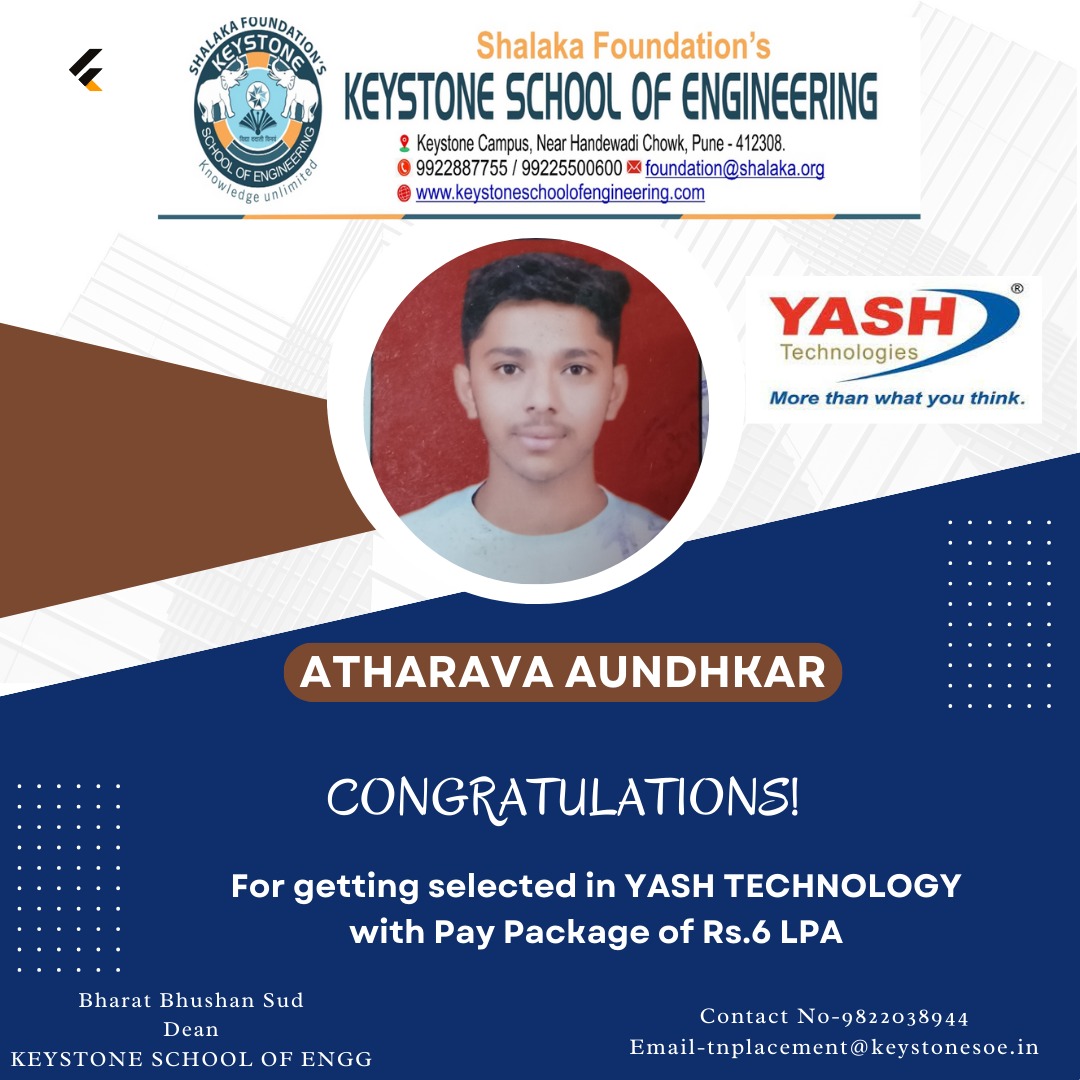 SHALAKA FOUNDATION'S
KEYSTONE
SCHOOL OF ENGINEERING
Knowledge unlimited
Shalaka Foundation's
KEYSTONE SCHOOL OF ENGINEERING
Keystone Campus, Near Handewadi Chowk, Pune - 412308.
9922887755 / 99225500600 foundation@shalaka.org
www.keystoneschoolofengineering.com
YASH ®
Technologies
More than what you think.
ATHARAVA AUNDHKAR
CONGRATULATIONS!
For getting selected in YASH TECHNOLOGY
with Pay Package of Rs.6 LPA
Bharat Bhushan Sud
Dean
KEYSTONE SCHOOL OF ENGG
Contact No-9822038944
Email-tnplacement@keystonesoe.in